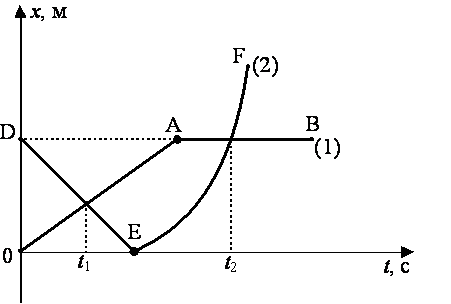 x, м
F (2)
D
A
B
(1)
E
0
t₁
t₂
t, с